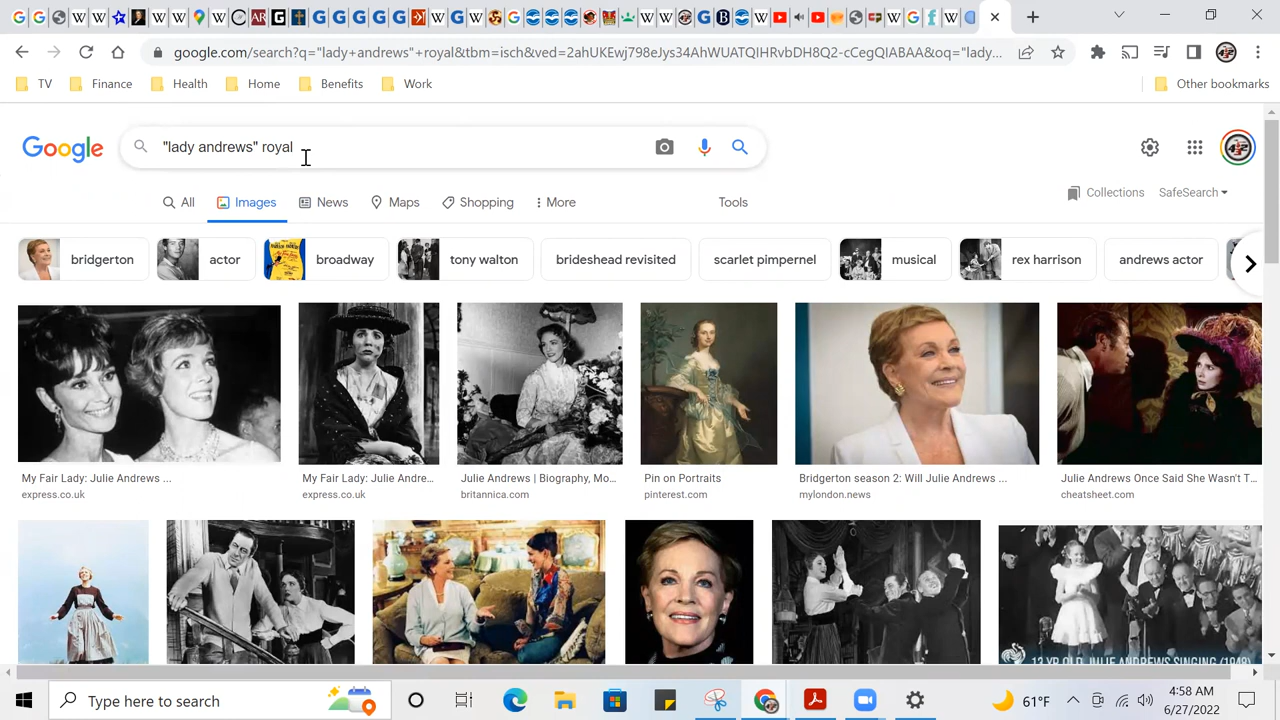 google.com/search?q="lady+andrews"+royal&tbm=isch&ved=2ahUKEwj798eJys34AhWUATQIHRvbDH8Q2-cCegQIABAA&oq="lady...
TV Finance Health Home Benefits Work Other bookmarks
Google "lady andrews" royal
All Images News Maps Shopping More Tools Collections SafeSearch
bridgerton actor broadway tony walton brideshead revisited scarlet pimpernel musical rex harrison andrews actor
My Fair Lady: Julie Andrews ... My Fair Lady: Julie Andre... Julie Andrews | Biography, Mo... Pin on Portraits Bridgerton season 2: Will Julie Andrews ... Julie Andrews Once Said She Wasn't T...
express.co.uk express.co.uk britannica.com pinterest.com mylondon.news cheatsheet.com
13 YR OLD JULIE ANDREWS SINGING (1948)
Type here to search 61°F 4:58 AM
6/27/2022